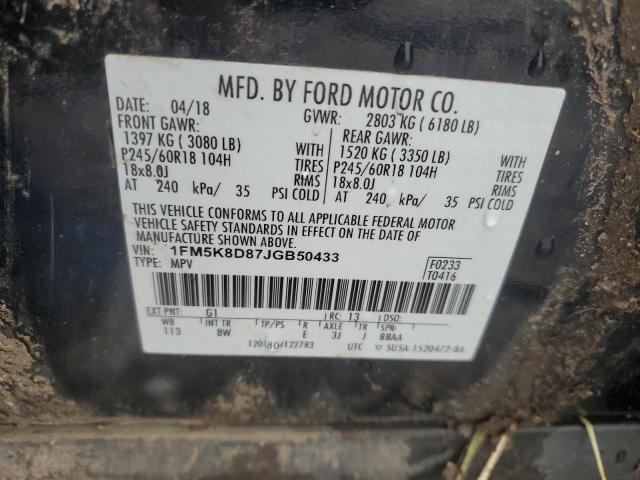 MFD. BY FORD MOTOR CO.
DATE: 04/18 GVWR: 2803 KG ( 6180 LB)
FRONT GAWR: REAR GAWR:
1397 KG ( 3080 LB) WITH 1520 KG ( 3350 LB) WITH
P245/60R18 104H TIRES P245/60R18 104H TIRES
18x8.0J RIMS 18x8.0J RIMS
AT 240 kPa/ 35 PSI COLD AT 240 kPa/ 35 PSI COLD
THIS VEHICLE CONFORMS TO ALL APPLICABLE FEDERAL MOTOR
VEHICLE SAFETY STANDARDS IN EFFECT ON THE DATE OF
MANUFACTURE SHOWN ABOVE.
VIN: 1FM5K8D87JGB50433 F0233
TYPE: MPV T0416
EXT PNT: G1 RC: 13 DSO:
WB INT TR TP/PS R AXLE TR SPR
113 BW E 3J J BBAA
UTC 5U5A-1520472-BA